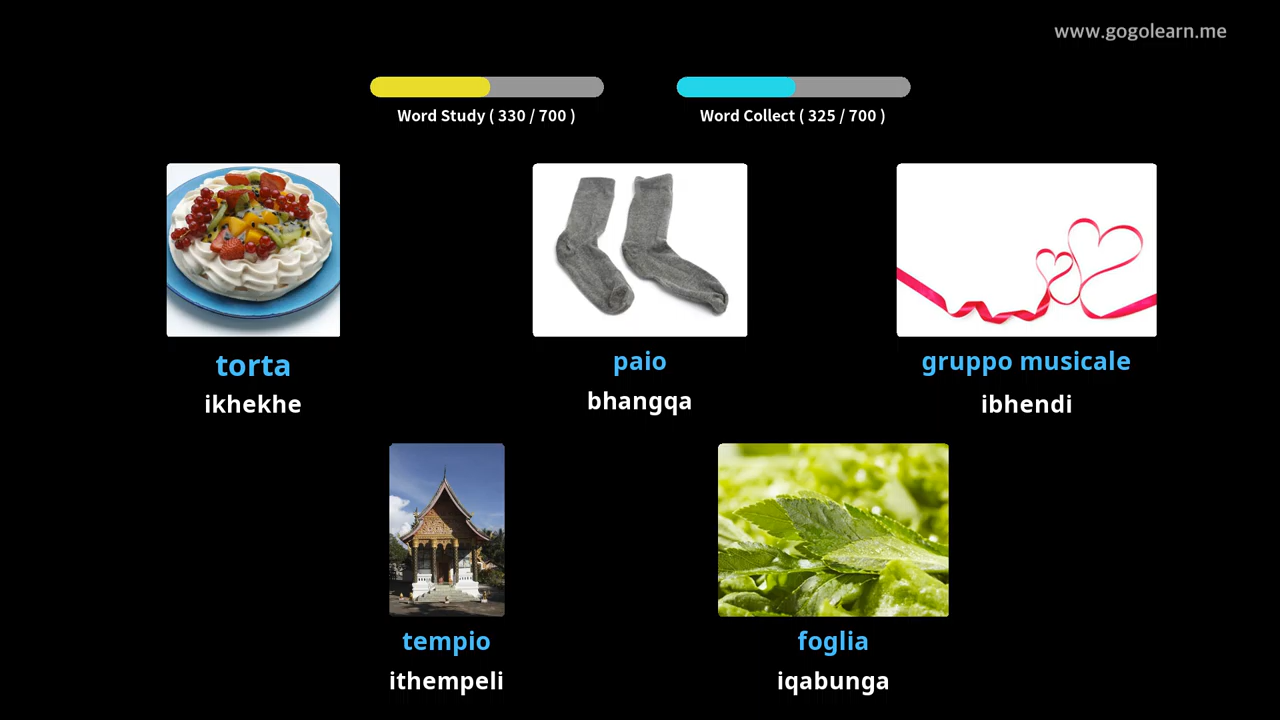 www.gogolearn.me
Word Study ( 330 / 700 )
Word Collect ( 325 / 700 )
torta
ikhekhe
paio
bhangqa
gruppo musicale
ibhendi
tempio
ithempeli
foglia
iqabunga